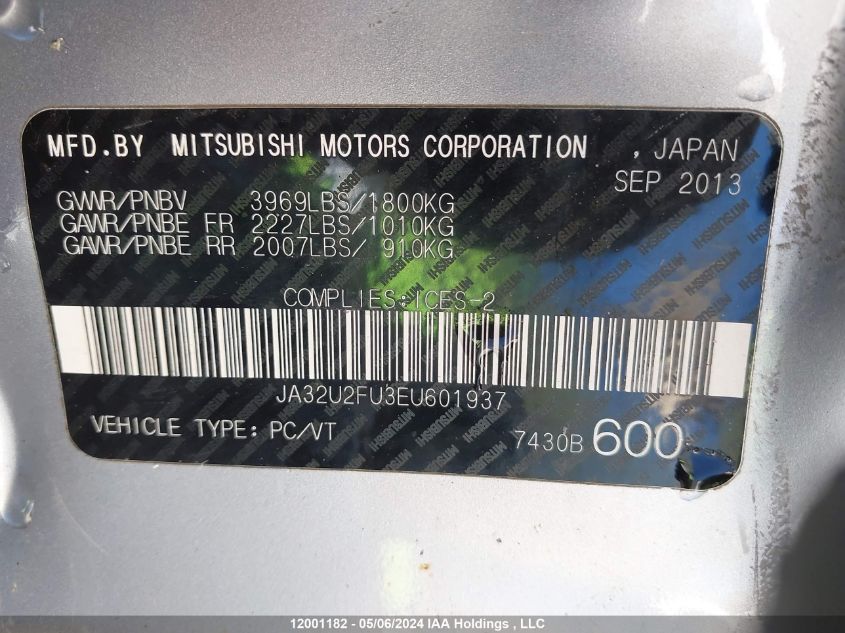 MFD.BY MITSUBISHI MOTORS CORPORATION , JAPAN
SEP 2013
GVWR/PNBV 3969LBS/1800KG
GAWR/PNBE FR 2227LBS/1010KG
GAWR/PNBE RR 2007LBS/ 910KG
COMPLIES:ICES-2
JA32U2FU3EU601937
VEHICLE TYPE: PC/VT 7430B 600
12001182 - 05/06/2024 IAA Holdings , LLC